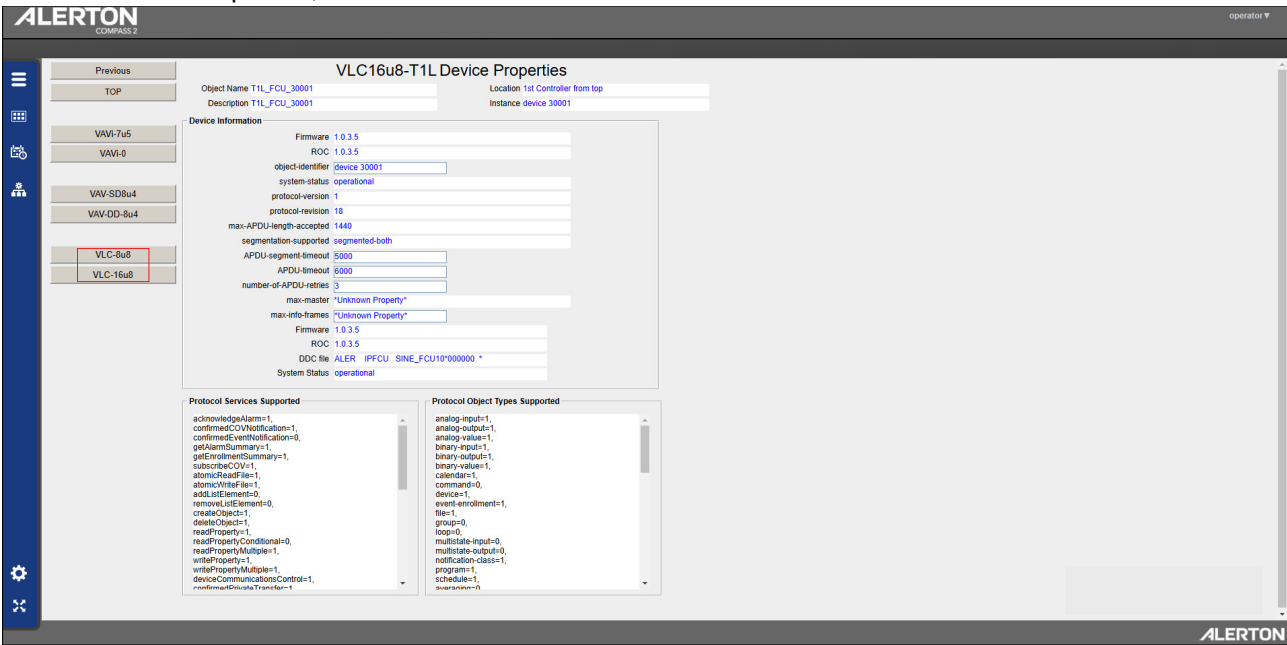 ALERTON
COMPASS 2
operator▼
Previous
TOP
VAVi-7u5
VAVi-0
VAV-SD8u4
VAV-DD-8u4
VLC-8u8
VLC-16u8
VLC16u8-T1L Device Properties
Object Name T1L_FCU_30001
Location 1st Controller from top
Description T1L_FCU_30001
Instance device 30001
Device Information
Firmware 1.0.3.5
ROC 1.0.3.5
object-identifier device 30001
system-status operational
protocol-version 1
protocol-revision 18
max-APDU-length-accepted 1440
segmentation-supported segmented-both
APDU-segment-timeout 5000
APDU-timeout 6000
number-of-APDU-retries 3
max-master *Unknown Property*
max-info-frames *Unknown Property*
Firmware 1.0.3.5
ROC 1.0.3.5
DDC file ALER IPFCU SINE_FCU10*000000 *
System Status operational
Protocol Services Supported
acknowledgeAlarm=1,
confirmedCOVNotification=1,
confirmedEventNotification=0,
getAlarmSummary=1,
getEnrollmentSummary=1,
subscribeCOV=1,
atomicReadFile=1,
atomicWriteFile=1,
addListElement=0,
removeListElement=0,
createObject=1,
deleteObject=1,
readProperty=1,
readPropertyConditional=0,
readPropertyMultiple=1,
writeProperty=1,
writePropertyMultiple=1,
deviceCommunicationsControl=1,
confirmedPrivateTransfer=1
Protocol Object Types Supported
analog-input=1,
analog-output=1,
analog-value=1,
binary-input=1,
binary-output=1,
binary-value=1,
calendar=1,
command=0,
device=1,
event-enrollment=1,
file=1,
group=0,
loop=0,
multistate-input=0,
multistate-output=0,
notification-class=1,
program=1,
schedule=1,
averaging=0
ALERTON